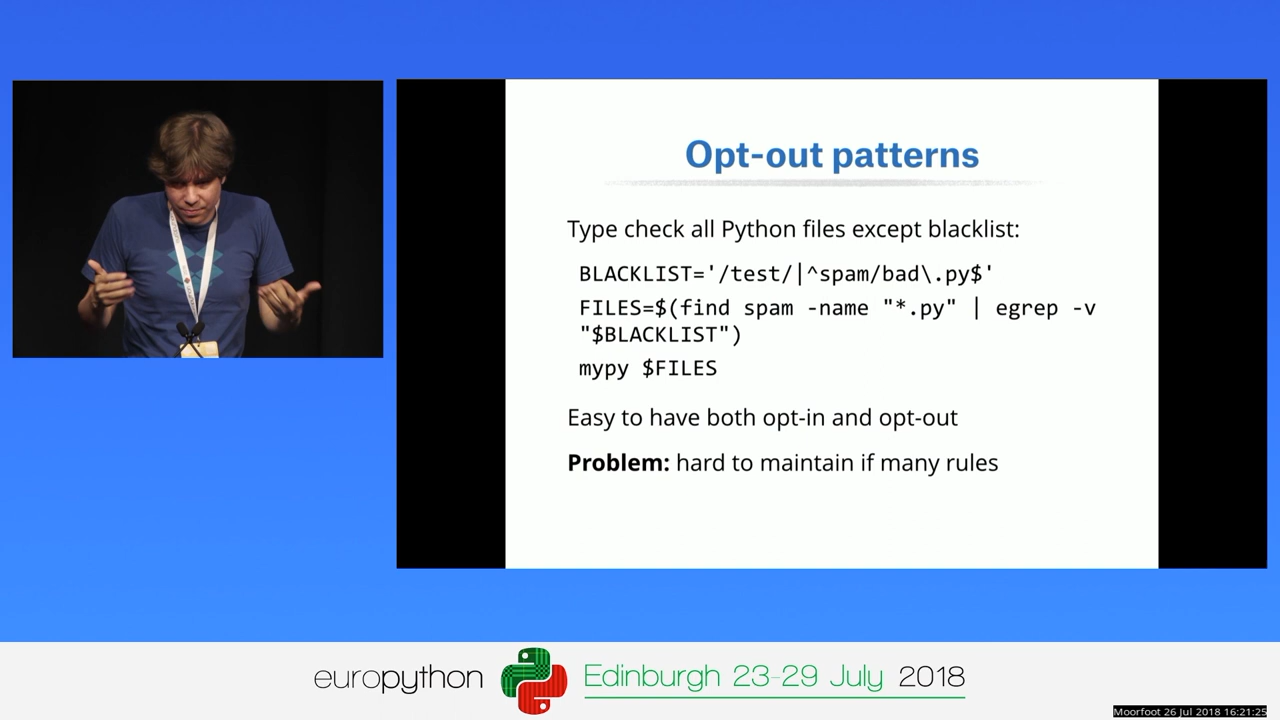 Opt-out patterns
Type check all Python files except blacklist:
BLACKLIST='/test/|^spam/bad\.py$'
FILES=$(find spam -name "*.py" | egrep -v
"$BLACKLIST")
mypy $FILES
Easy to have both opt-in and opt-out
Problem: hard to maintain if many rules
europython Edinburgh 23-29 July 2018
Moorfoot 26 Jul 2018 16:21:25